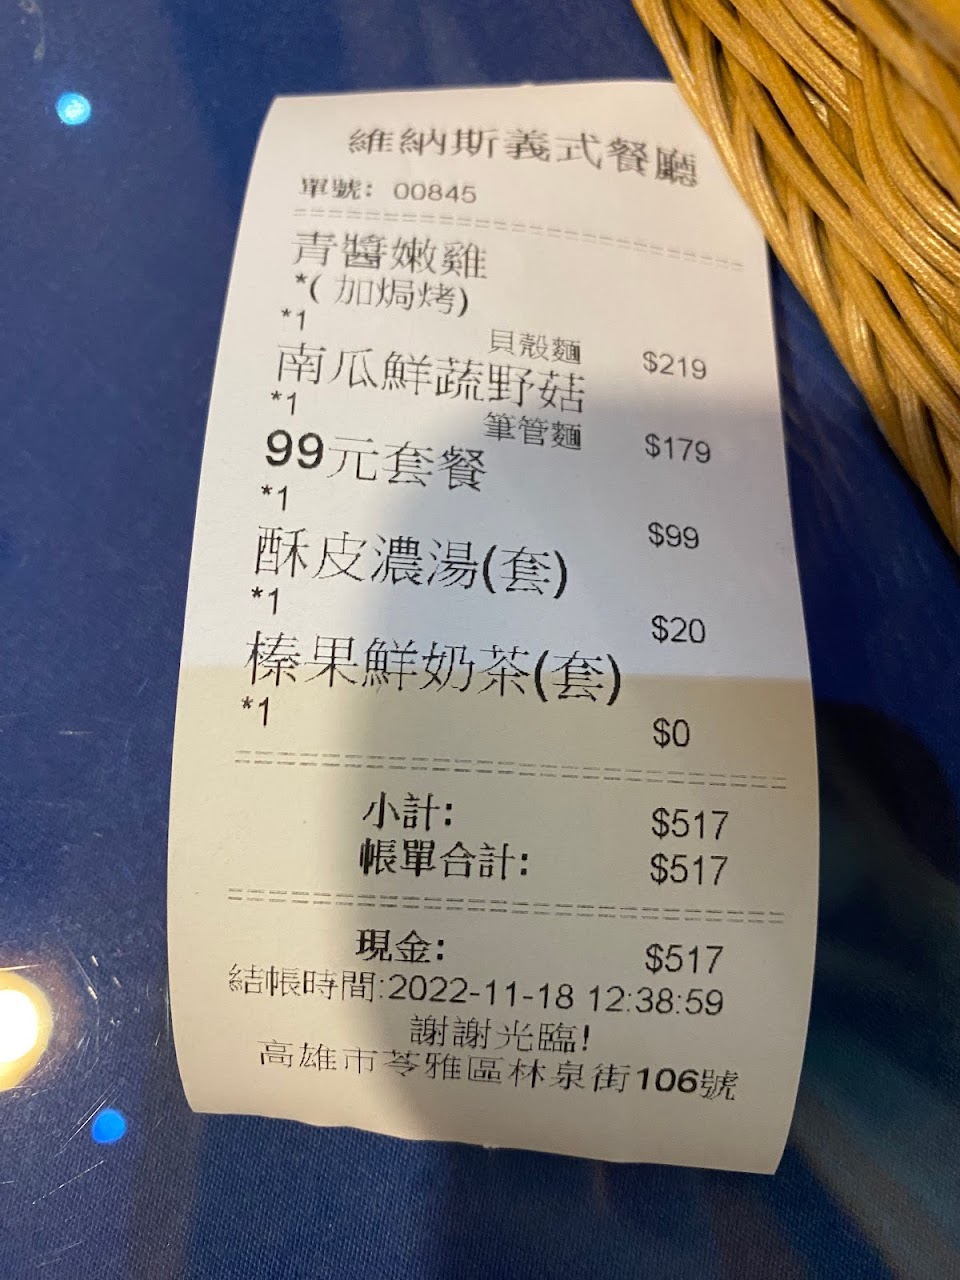 維納斯義式餐廳
單號: 00845
青醬嫩雞
*( 加焗烤)
*1
貝殼麵 $219
南瓜鮮蔬野菇
*1
筆管麵 $179
99元套餐
*1
$99
酥皮濃湯(套)
*1
$20
榛果鮮奶茶(套)
*1
$0
小計: $517
帳單合計: $517
現金: $517
結帳時間:2022-11-18 12:38:59
謝謝光臨!
高雄市苓雅區林泉街106號